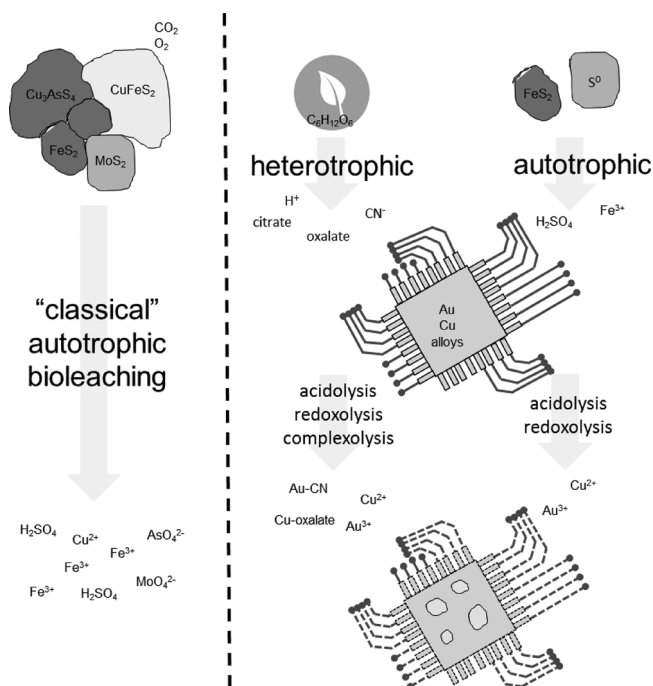 CO₂
O₂
Cu₃AsS₄
CuFeS₂
FeS₂
MoS₂
“classical”
autotrophic
bioleaching
H₂SO₄
Cu²⁺
AsO₄²⁻
Fe³⁺
Fe³⁺
MoO₄²⁻
Fe³⁺
H₂SO₄
C₆H₁₂O₆
heterotrophic
H⁺
citrate
CN⁻
oxalate
FeS₂
S⁰
autotrophic
H₂SO₄
Fe³⁺
Au
Cu
alloys
acidolysis
redoxolysis
complexolysis
acidolysis
redoxolysis
Au-CN
Cu²⁺
Cu-oxalate
Au³⁺
Cu²⁺
Au³⁺